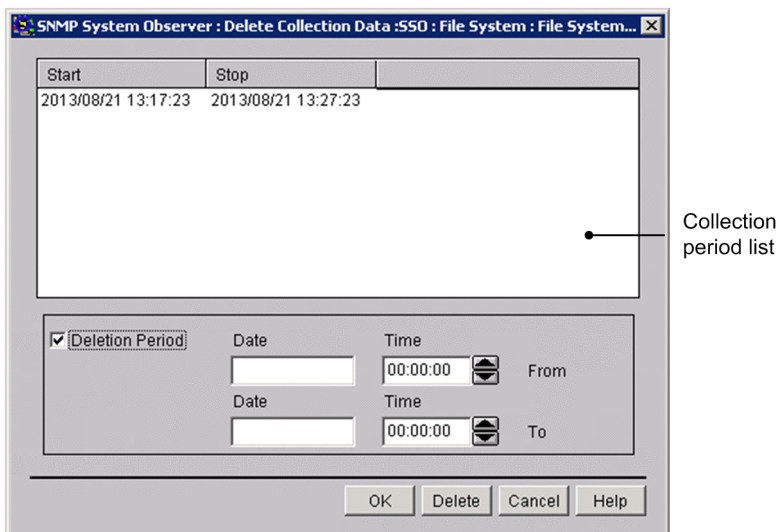 SNMP System Observer : Delete Collection Data :SSO : File System : File System...
Start Stop
2013/08/21 13:17:23 2013/08/21 13:27:23
Collection
period list
Deletion Period Date Time
00:00:00 From
Date Time
00:00:00 To
OK Delete Cancel Help